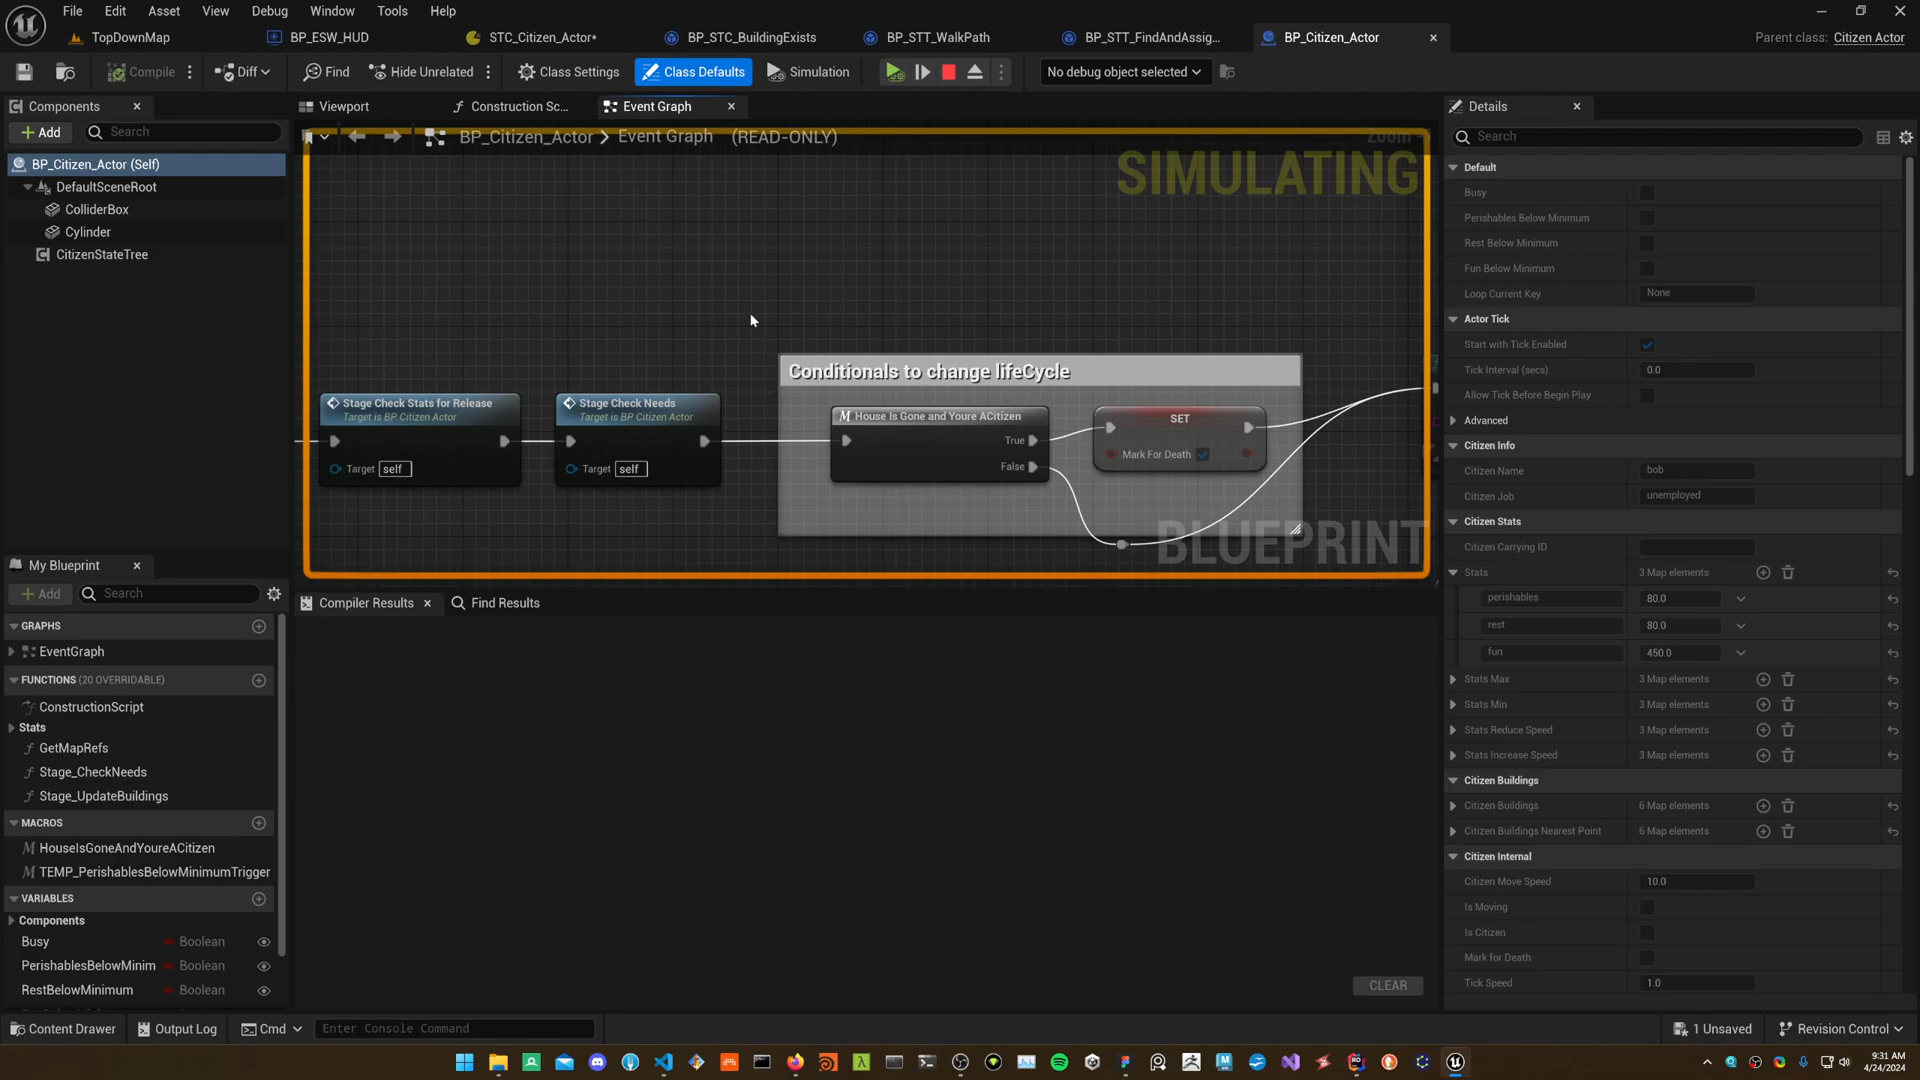 File Edit Asset View Debug Window Tools Help
TopDownMap BP_ESW_HUD STC_Citizen_Actor* BP_STC_BuildingExists BP_STT_WalkPath BP_STT_FindAndAssig... BP_Citizen_Actor Parent class: Citizen Actor
Compile Diff Find Hide Unrelated Class Settings Class Defaults Simulation No debug object selected
Components Viewport Construction Sc... Event Graph Details
Add Search BP_Citizen_Actor > Event Graph (READ-ONLY) Zoom Search
SIMULATING
BP_Citizen_Actor (Self)
DefaultSceneRoot
ColliderBox
Cylinder
CitizenStateTree
Conditionals to change lifeCycle
Stage Check Stats for Release
Target is BP Citizen Actor
Target self
Stage Check Needs
Target is BP Citizen Actor
Target self
House Is Gone and Youre ACitizen
True
False
SET
Mark For Death
BLUEPRINT
Default
Busy
Perishables Below Minimum
Rest Below Minimum
Fun Below Minimum
Loop Current Key None
Actor Tick
Start with Tick Enabled
Tick Interval (secs) 0.0
Allow Tick Before Begin Play
Advanced
Citizen Info
Citizen Name bob
Citizen Job unemployed
Citizen Stats
Citizen Carrying ID
Stats 3 Map elements
perishables 80.0
rest 80.0
fun 450.0
Stats Max 3 Map elements
Stats Min 3 Map elements
Stats Reduce Speed 3 Map elements
Stats Increase Speed 3 Map elements
Citizen Buildings
Citizen Buildings 6 Map elements
Citizen Buildings Nearest Point 6 Map elements
Citizen Internal
Citizen Move Speed 10.0
Is Moving
Is Citizen
Mark for Death
Tick Speed 1.0
My Blueprint
Add Search
GRAPHS
EventGraph
FUNCTIONS (20 OVERRIDABLE)
ConstructionScript
Stats
GetMapRefs
Stage_CheckNeeds
Stage_UpdateBuildings
MACROS
HouseIsGoneAndYoureACitizen
TEMP_PerishablesBelowMinimumTrigger
VARIABLES
Components
Busy Boolean
PerishablesBelowMinim Boolean
RestBelowMinimum Boolean
Compiler Results Find Results
CLEAR
Content Drawer Output Log Cmd Enter Console Command 1 Unsaved Revision Control
9:31 AM
4/24/2024